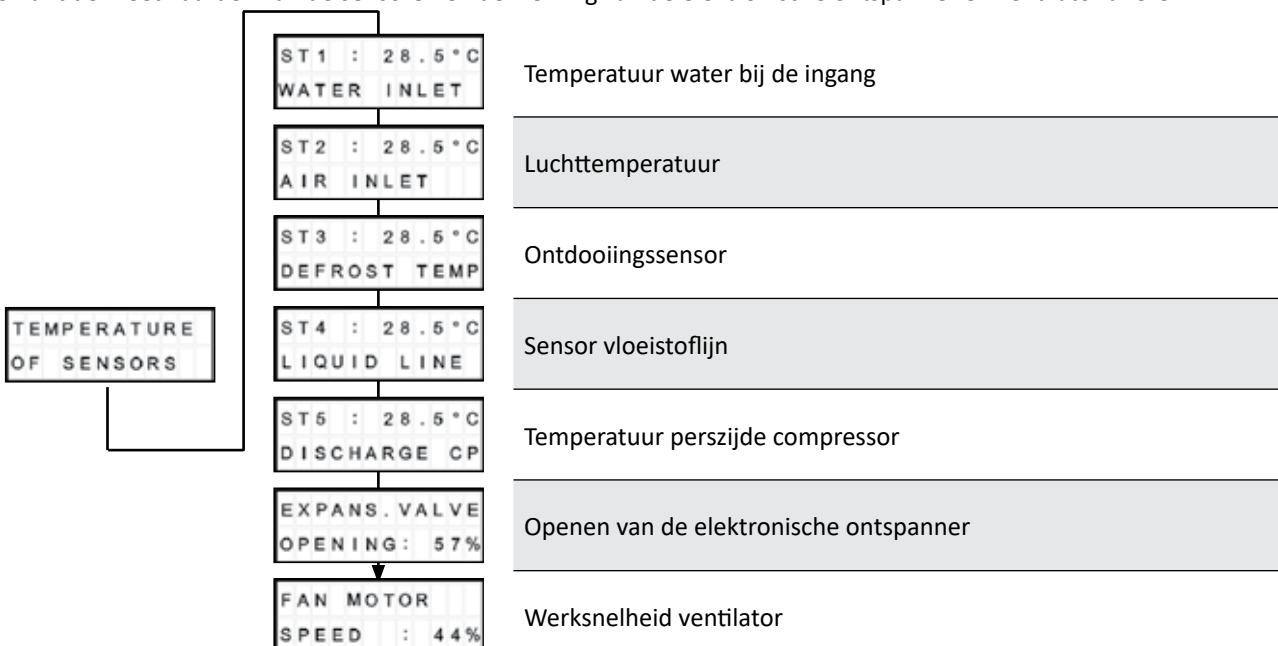 ST1 : 28.5°C
WATER INLET
Temperatuur water bij de ingang
ST2 : 28.5°C
AIR INLET
Luchttemperatuur
ST3 : 28.5°C
DEFROST TEMP
Ontdooiingssensor
TEMPERATURE
OF SENSORS
ST4 : 28.5°C
LIQUID LINE
Sensor vloeistoflijn
ST5 : 28.5°C
DISCHARGE CP
Temperatuur perszijde compressor
EXPANS.VALVE
OPENING: 57%
Openen van de elektronische ontspanner
FAN MOTOR
SPEED : 44%
Werksnelheid ventilator